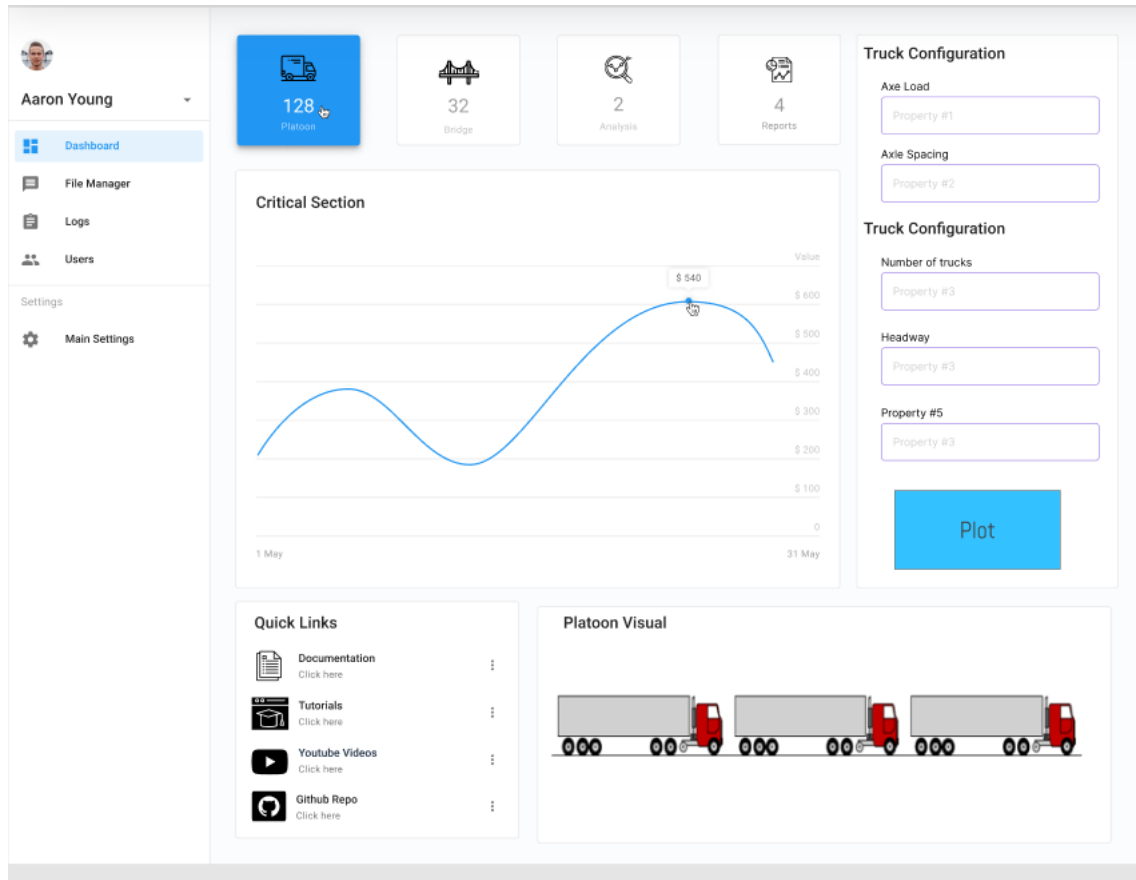 Aaron Young
Dashboard
File Manager
Logs
Users
Settings
Main Settings
128
Platoon
32
Bridge
2
Analysis
4
Reports
Critical Section
Value
$ 540
$ 600
$ 500
$ 400
$ 300
$ 200
$ 100
0
1 May
31 May
Truck Configuration
Axe Load
Property #1
Axle Spacing
Property #2
Truck Configuration
Number of trucks
Property #3
Headway
Property #3
Property #5
Property #3
Plot
Quick Links
Documentation
Click here
Tutorials
Click here
Youtube Videos
Click here
Github Repo
Click here
Platoon Visual